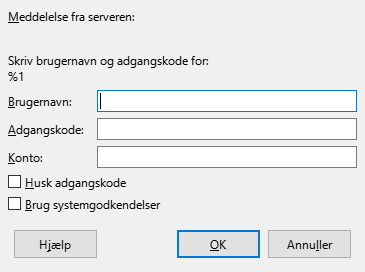 Meddelelse fra serveren:
Skriv brugernavn og adgangskode for:
%1
Brugernavn:
Adgangskode:
Konto:
Husk adgangskode
Brug systemgodkendelser
Hjælp
OK
Annuller